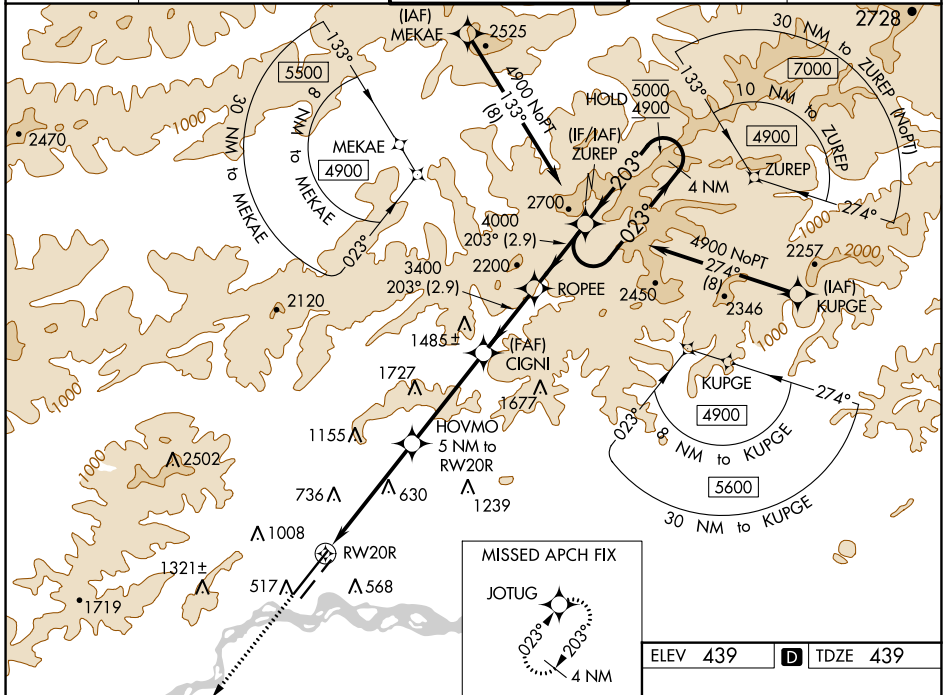 (IAF)
MEKAE
2525
2728
30 NM to ZUREP (NoPT)
7000
133°
10 NM to ZUREP
4900
ZUREP
274°
133°
5500
30 NM to MEKAE
8 NM to MEKAE
MEKAE
4900
023°
1000
2470
4900 NoPT
133°
(8)
HOLD
5000
4900
(IF/IAF)
ZUREP
203°
023°
4 NM
2700
4000
203° (2.9)
3400
203° (2.9)
2200
ROPEE
4900 NoPT
274°
(8)
2450
2346
2257
2000
1000
(IAF)
KUPGE
1000
2120
1485±
(FAF)
CIGNI
1727
1677
KUPGE
023°
274°
4900
8 NM to KUPGE
5600
30 NM to KUPGE
1000
1155
HOVMO
5 NM to
RW20R
1000
2502
736
630
1239
1008
RW20R
1321±
517
568
1719
MISSED APCH FIX
JOTUG
023°
203°
4 NM
ELEV 439
D
TDZE 439